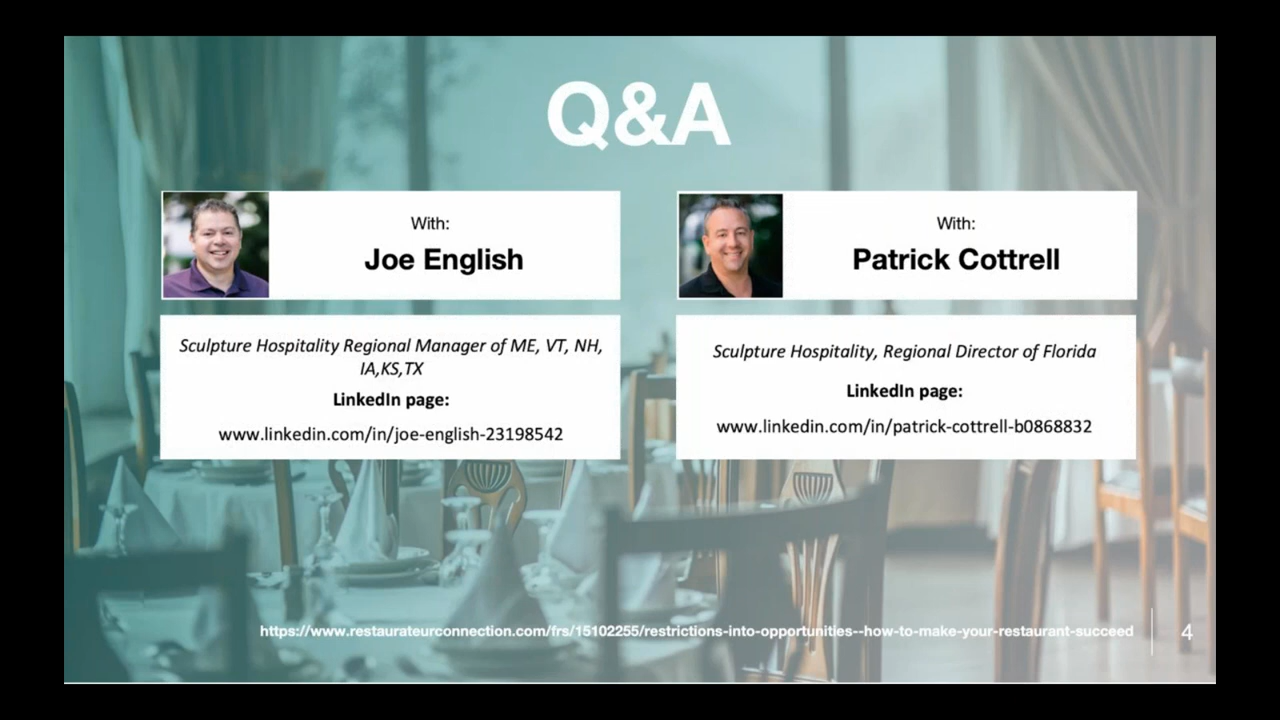 Q&A
With:
Joe English
Sculpture Hospitality Regional Manager of ME, VT, NH,
IA,KS,TX
LinkedIn page:
www.linkedin.com/in/joe-english-23198542
With:
Patrick Cottrell
Sculpture Hospitality, Regional Director of Florida
LinkedIn page:
www.linkedin.com/in/patrick-cottrell-b0868832
https://www.restaurateurconnection.com/frs/15102255/restrictions-into-opportunities--how-to-make-your-restaurant-succeed
4